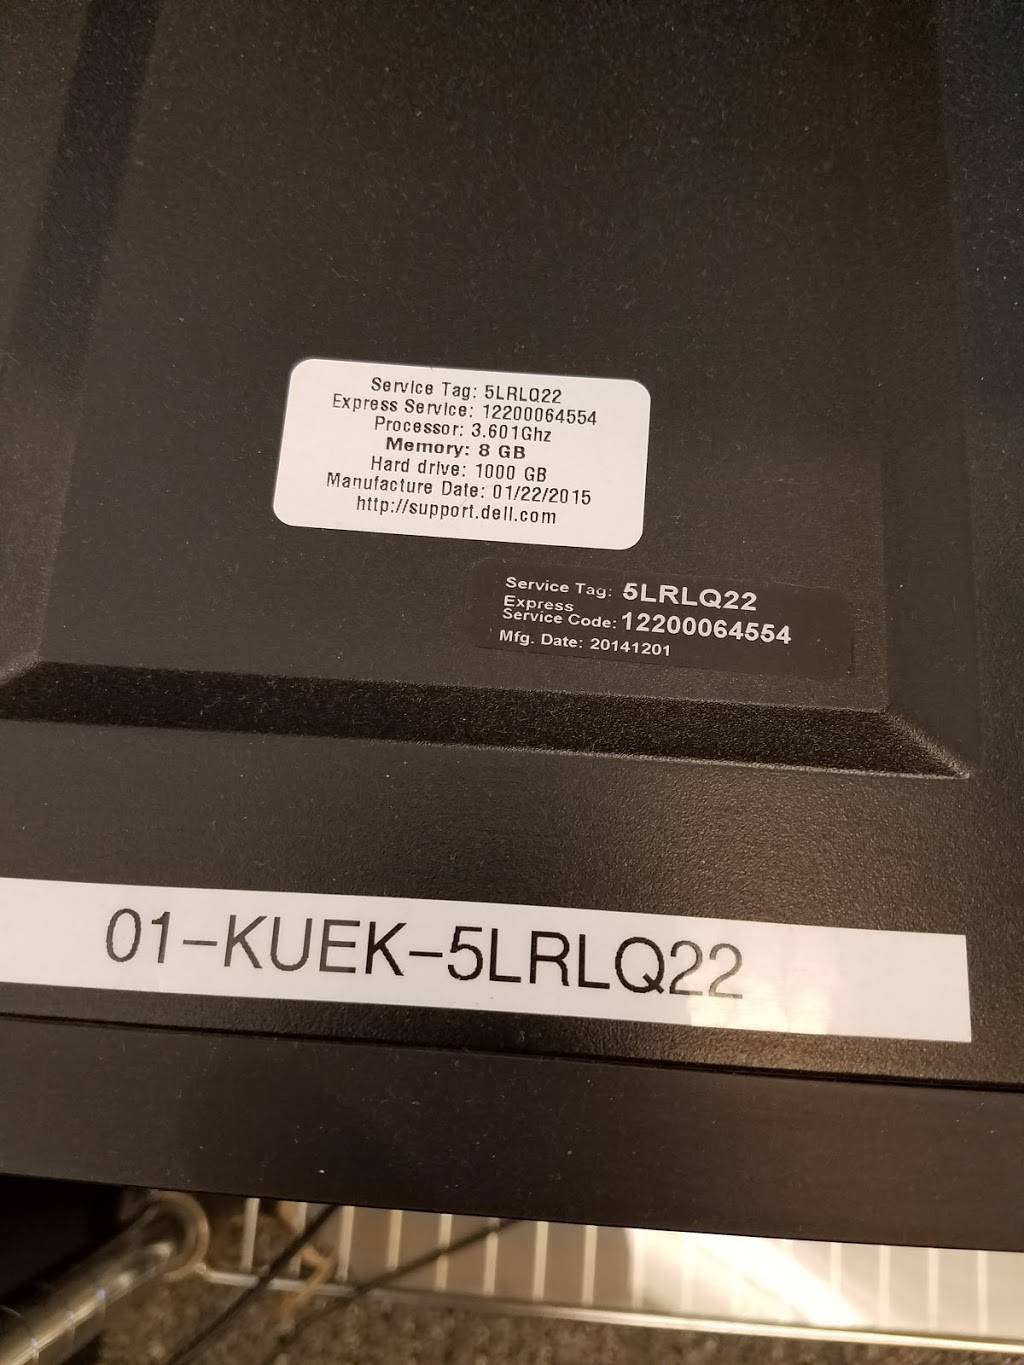 Service Tag: 5LRLQ22
Express Service: 12200064554
Processor: 3.601Ghz
Memory: 8 GB
Hard drive: 1000 GB
Manufacture Date: 01/22/2015
http://support.dell.com
Service Tag: 5LRLQ22
Express
Service Code: 12200064554
Mfg. Date: 20141201
01-KUEK-5LRLQ22